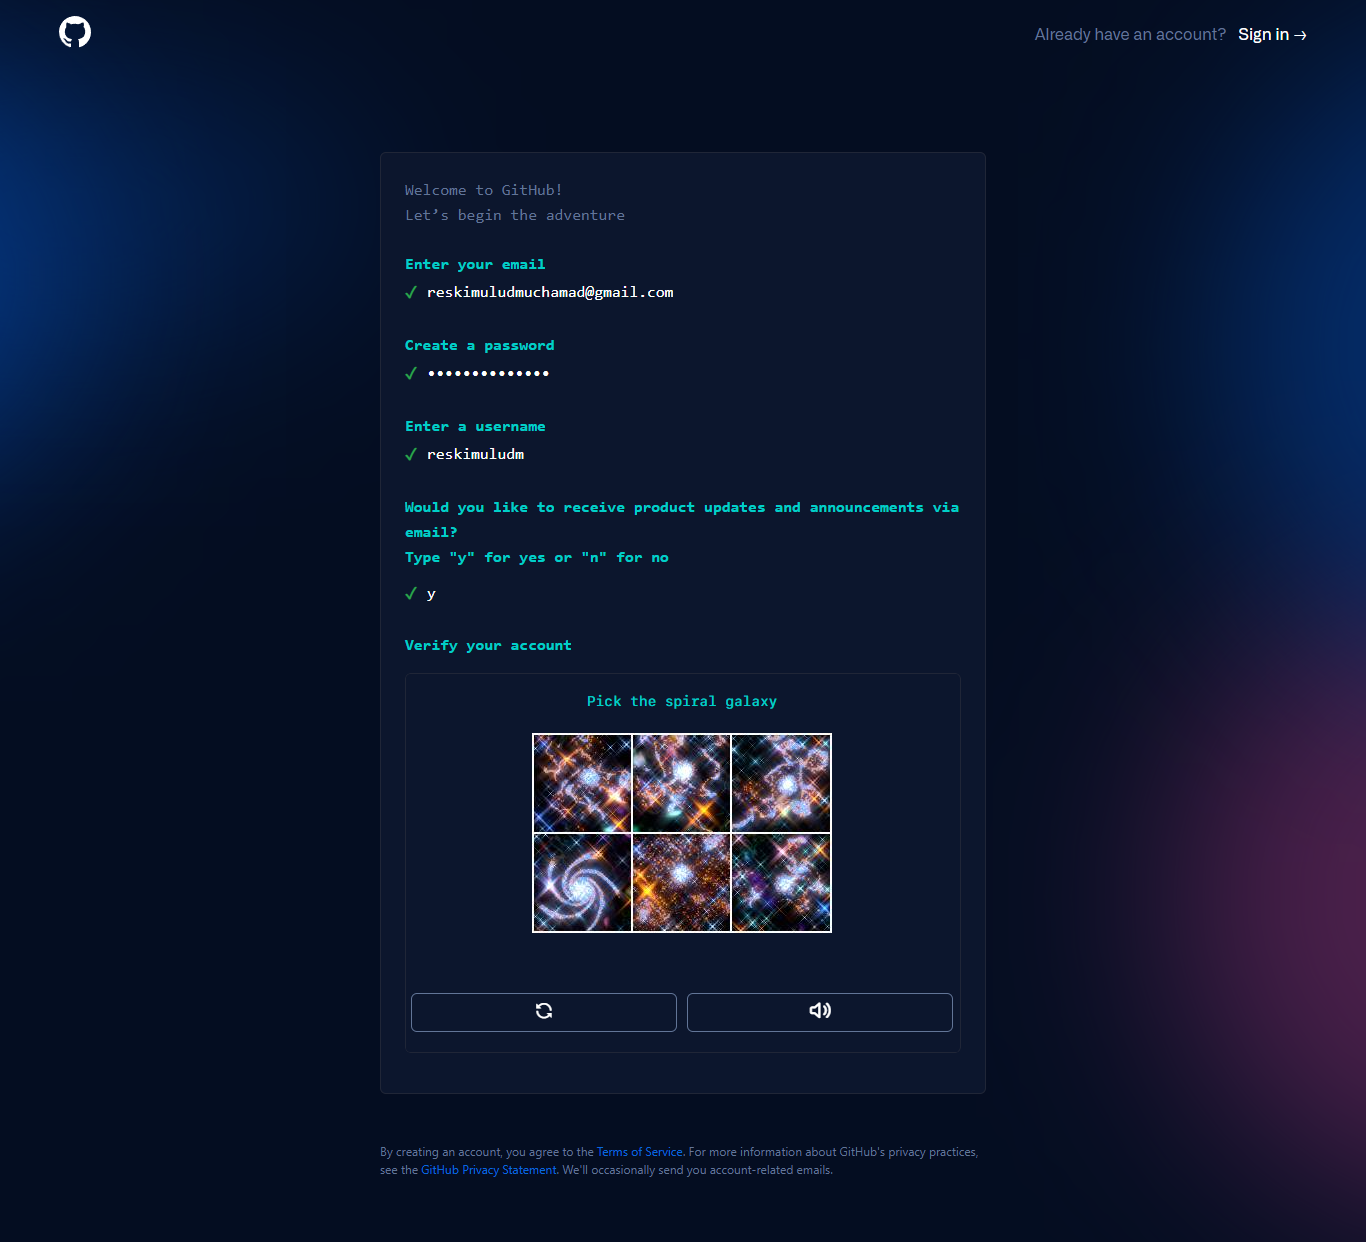 Already have an account? Sign in →
Welcome to GitHub!
Let’s begin the adventure
Enter your email
✓ reskimuludmuchamad@gmail.com
Create a password
✓ ••••••••••••••
Enter a username
✓ reskimuludm
Would you like to receive product updates and announcements via
email?
Type "y" for yes or "n" for no
✓ y
Verify your account
Pick the spiral galaxy
By creating an account, you agree to the Terms of Service. For more information about GitHub's privacy practices,
see the GitHub Privacy Statement. We'll occasionally send you account-related emails.